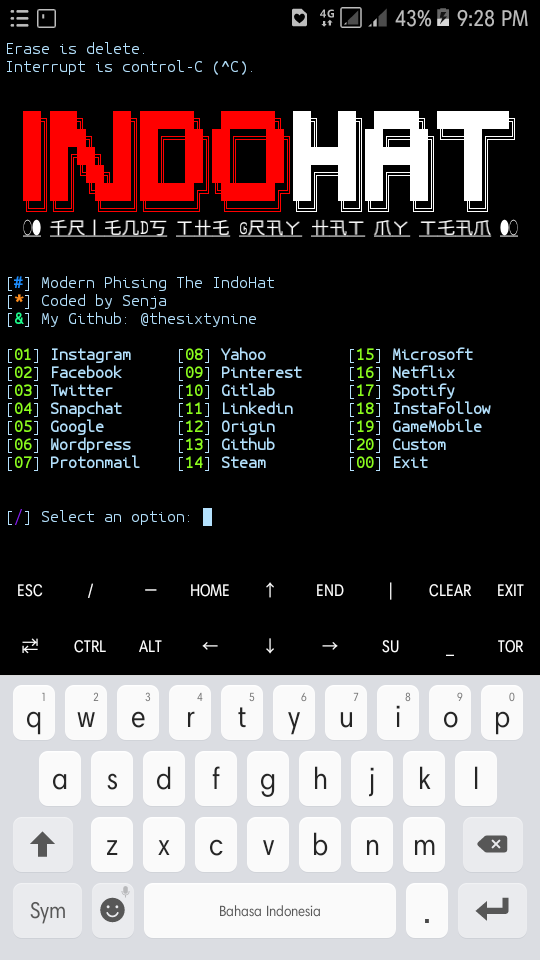 4G 43% 9:28 PM
Erase is delete.
Interrupt is control-C (^C).
INDOHAT
FRIENDS THE GRAY HAT MY TEAM
[#] Modern Phising The IndoHat
[*] Coded by Senja
[&] My Github: @thesixtynine
[01] Instagram [08] Yahoo [15] Microsoft
[02] Facebook [09] Pinterest [16] Netflix
[03] Twitter [10] Gitlab [17] Spotify
[04] Snapchat [11] Linkedin [18] InstaFollow
[05] Google [12] Origin [19] GameMobile
[06] Wordpress [13] Github [20] Custom
[07] Protonmail [14] Steam [00] Exit
[/] Select an option:
ESC / — HOME ↑ END | CLEAR EXIT
CTRL ALT ← ↓ → SU _ TOR
1 2 3 4 5 6 7 8 9 0
q w e r t y u i o p
a s d f g h j k l
z x c v b n m
Sym Bahasa Indonesia .